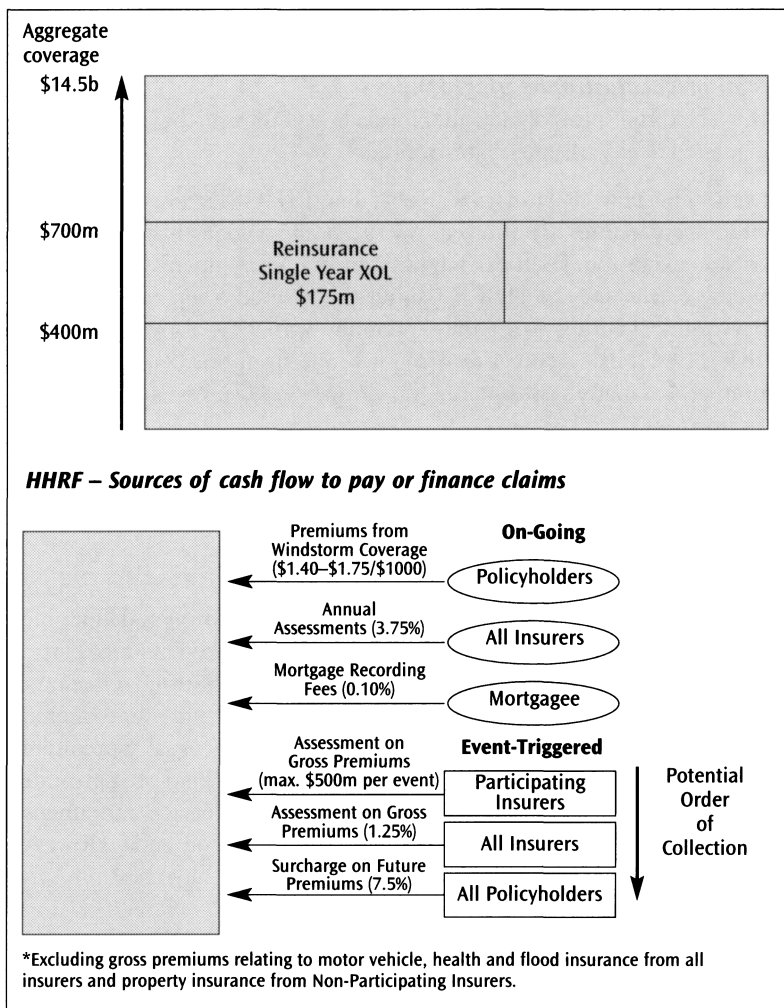 Aggregate
coverage
$14.5b
$700m
Reinsurance
Single Year XOL
$175m
$400m
HHRF – Sources of cash flow to pay or finance claims
Premiums from
Windstorm Coverage
($1.40–$1.75/$1000)
On-Going
Policyholders
Annual
Assessments (3.75%)
All Insurers
Mortgage Recording
Fees (0.10%)
Mortgagee
Event-Triggered
Assessment on
Gross Premiums
(max. $500m per event)
Participating
Insurers
Assessment on Gross
Premiums (1.25%)
All Insurers
Surcharge on Future
Premiums (7.5%)
All Policyholders
Potential
Order
of
Collection
*Excluding gross premiums relating to motor vehicle, health and flood insurance from all
insurers and property insurance from Non-Participating Insurers.